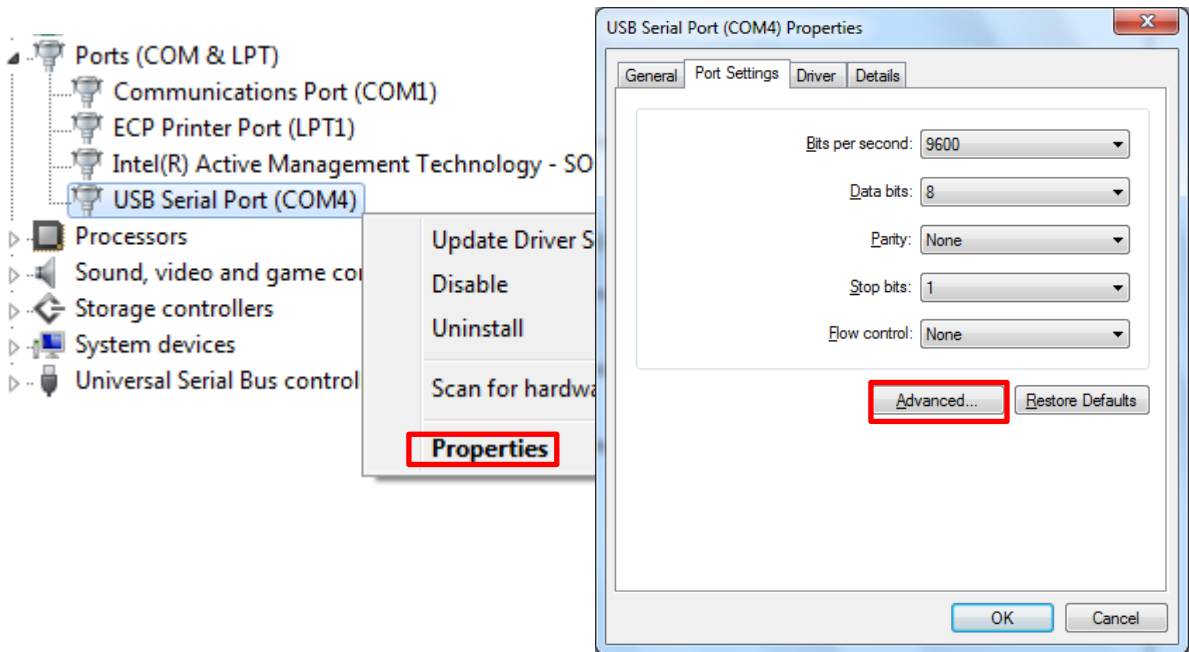 Ports (COM & LPT)
Communications Port (COM1)
ECP Printer Port (LPT1)
Intel(R) Active Management Technology - SO
USB Serial Port (COM4)
Processors
Sound, video and game co
Storage controllers
System devices
Universal Serial Bus control
Update Driver S
Disable
Uninstall
Scan for hardwa
Properties
USB Serial Port (COM4) Properties
General Port Settings Driver Details
Bits per second: 9600
Data bits: 8
Parity: None
Stop bits: 1
Flow control: None
Advanced... Restore Defaults
OK Cancel